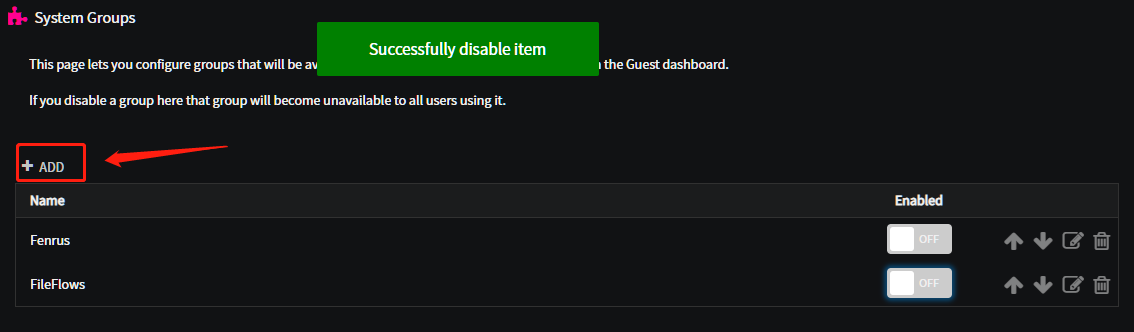 System Groups
Successfully disable item
This page lets you configure groups that will be av
the Guest dashboard.
If you disable a group here that group will become unavailable to all users using it.
ADD
Name Enabled
Fenrus OFF
FileFlows OFF